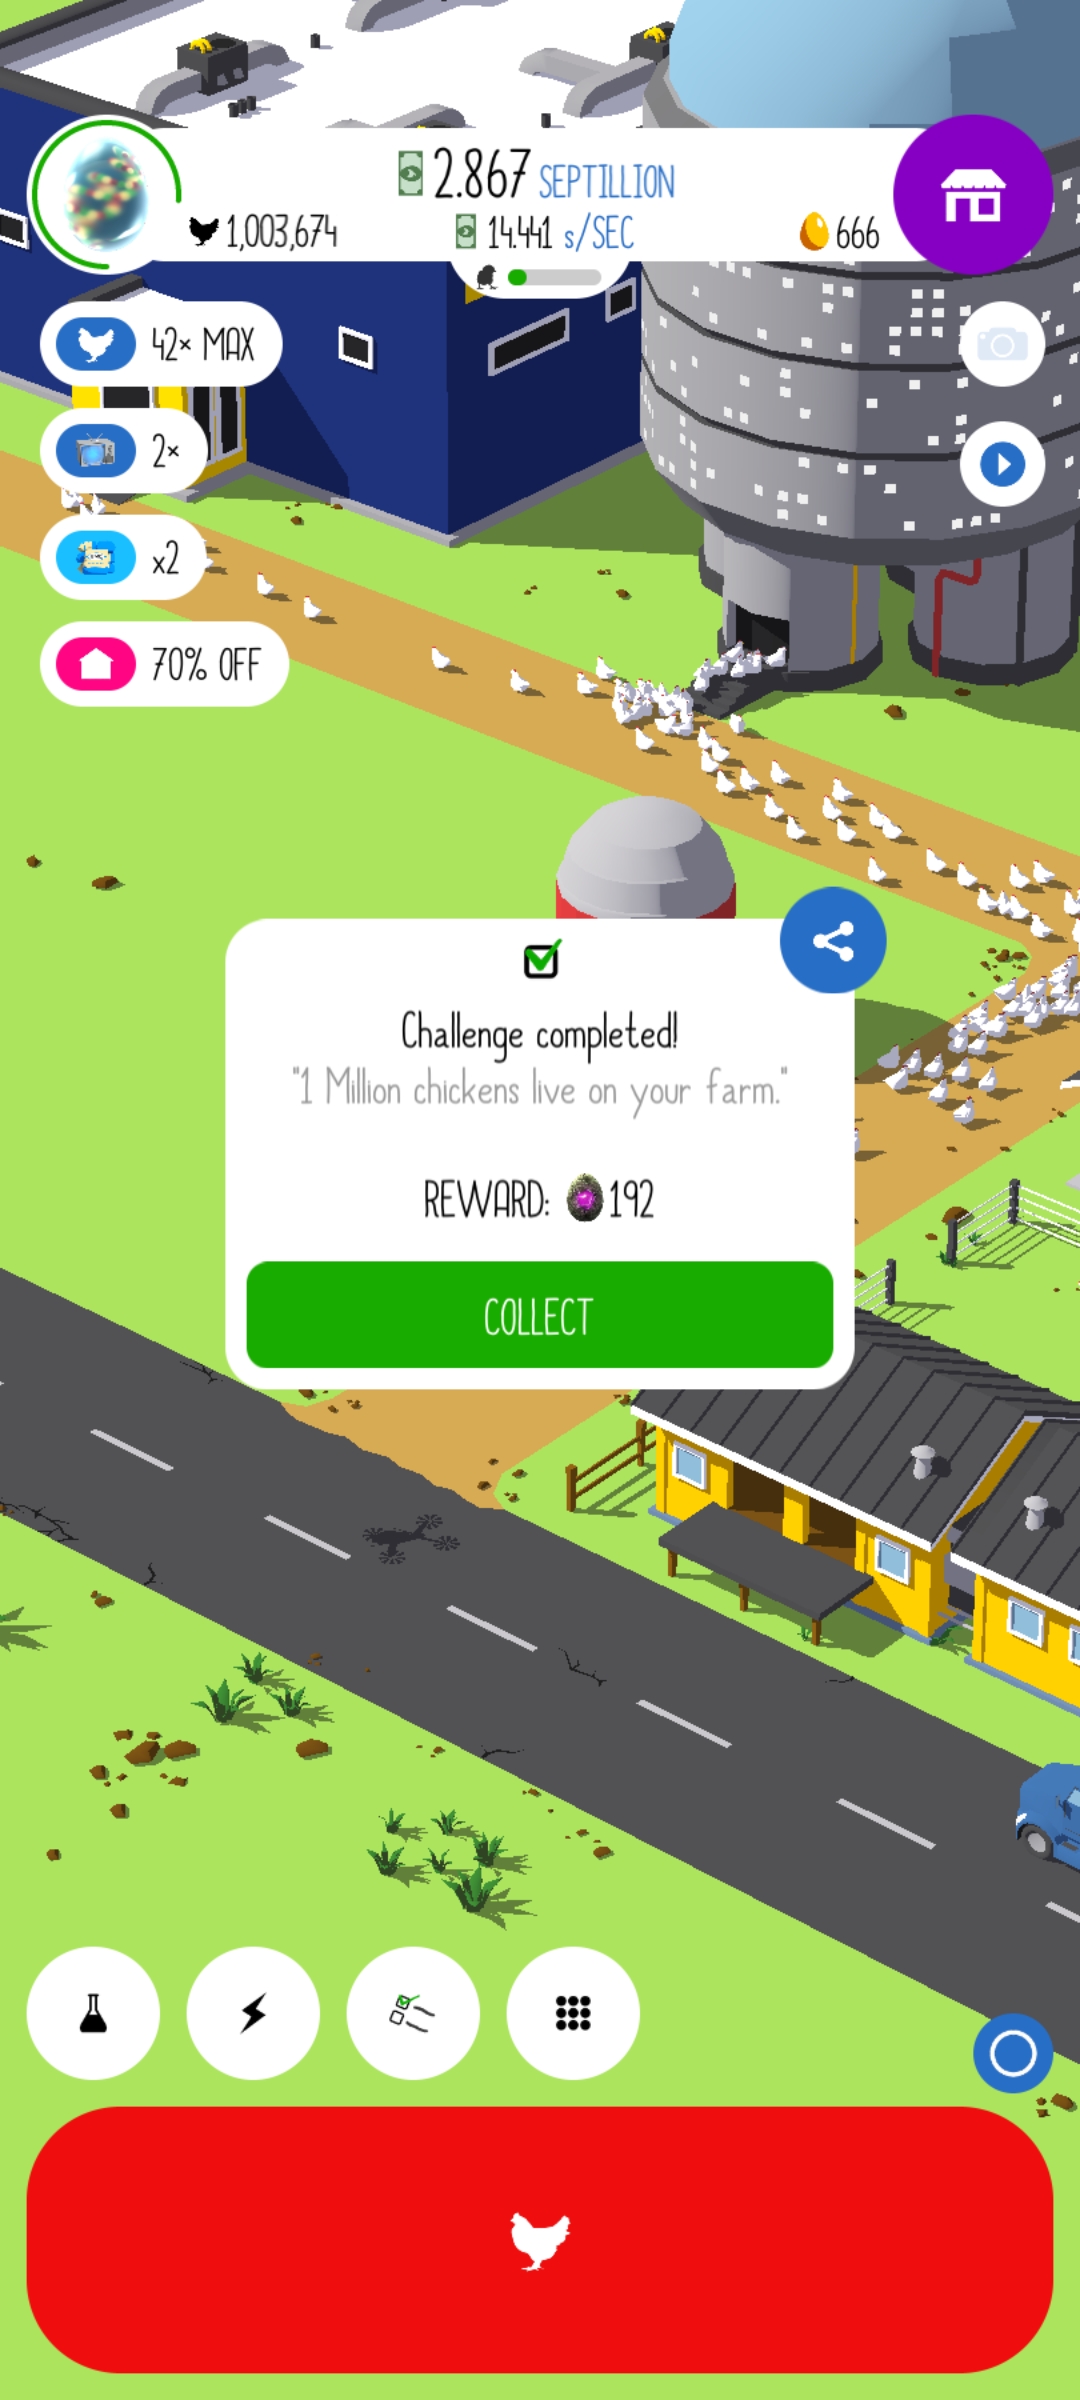 2.867 SEPTILLION
1,003,674
14.441 s/SEC
666
42× MAX
2×
x2
70% OFF
Challenge completed!
"1 Million chickens live on your farm."
REWARD: 192
COLLECT